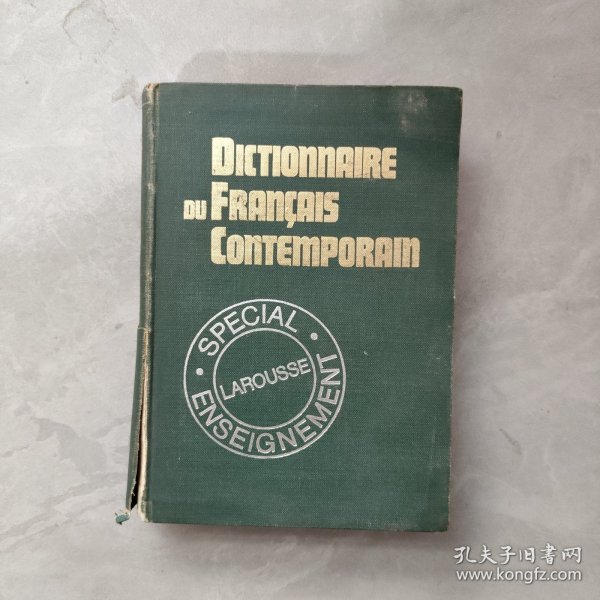 DICTIONNAIRE
DU FRANÇAIS
CONTEMPORAIN
• SPECIAL •
LAROUSSE
ENSEIGNEMENT
孔夫子旧书网
www.kongfz.com